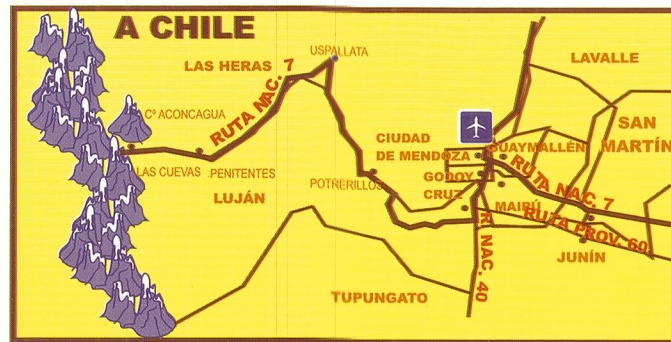 A CHILE
USPALLATA
LAS HERAS
RUTA NAC. 7
LAVALLE
Cº ACONCAGUA
SAN
MARTÍN
CIUDAD
DE MENDOZA
GUAYMALLÉN
LAS CUEVAS
PENITENTES
POTRERILLOS
GODOY
CRUZ
RUTA NAC. 7
LUJÁN
MAIPÚ
RUTA PROV. 60
R. NAC. 40
JUNÍN
TUPUNGATO